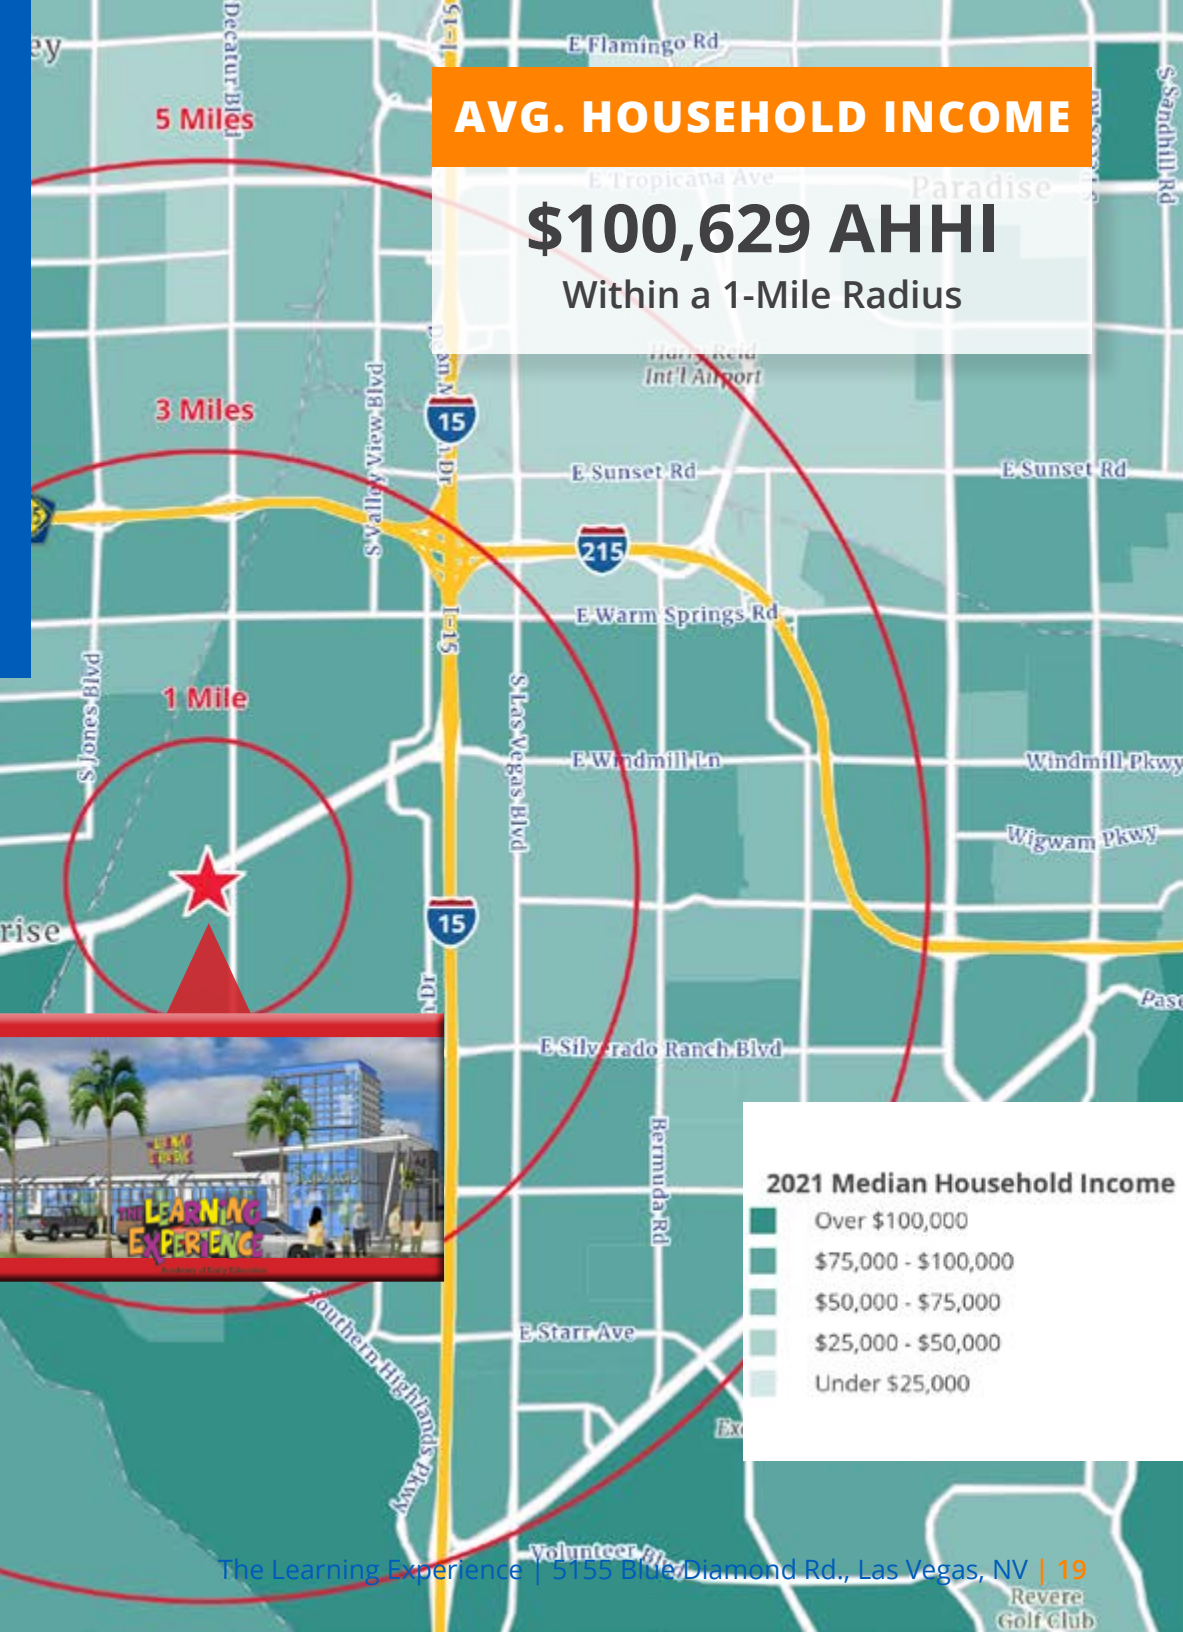 ey
Decatur Blvd
I-15
E Flamingo Rd
S Sandhill Rd
5 Miles
AVG. HOUSEHOLD INCOME
E Tropicana Ave
Paradise
$100,629 AHHI
Within a 1-Mile Radius
Harry Reid
Int'l Airport
3 Miles
S Valley View Blvd
15
E Sunset Rd
E Sunset Rd
215
E Warm Springs Rd
I-15
S Jones Blvd
1 Mile
S Las Vegas Blvd
E Windmill Ln
Windmill Pkwy
Wigwam Pkwy
15
rise
Dr
E Silverado Ranch Blvd
Bermuda Rd
THE
LEARNING
EXPERIENCE
2021 Median Household Income
Over $100,000
$75,000 - $100,000
$50,000 - $75,000
$25,000 - $50,000
Under $25,000
Southern Highlands Pkwy
E Starr Ave
The Learning Experience | 5155 Blue Diamond Rd., Las Vegas, NV | 19
Revere
Golf Club